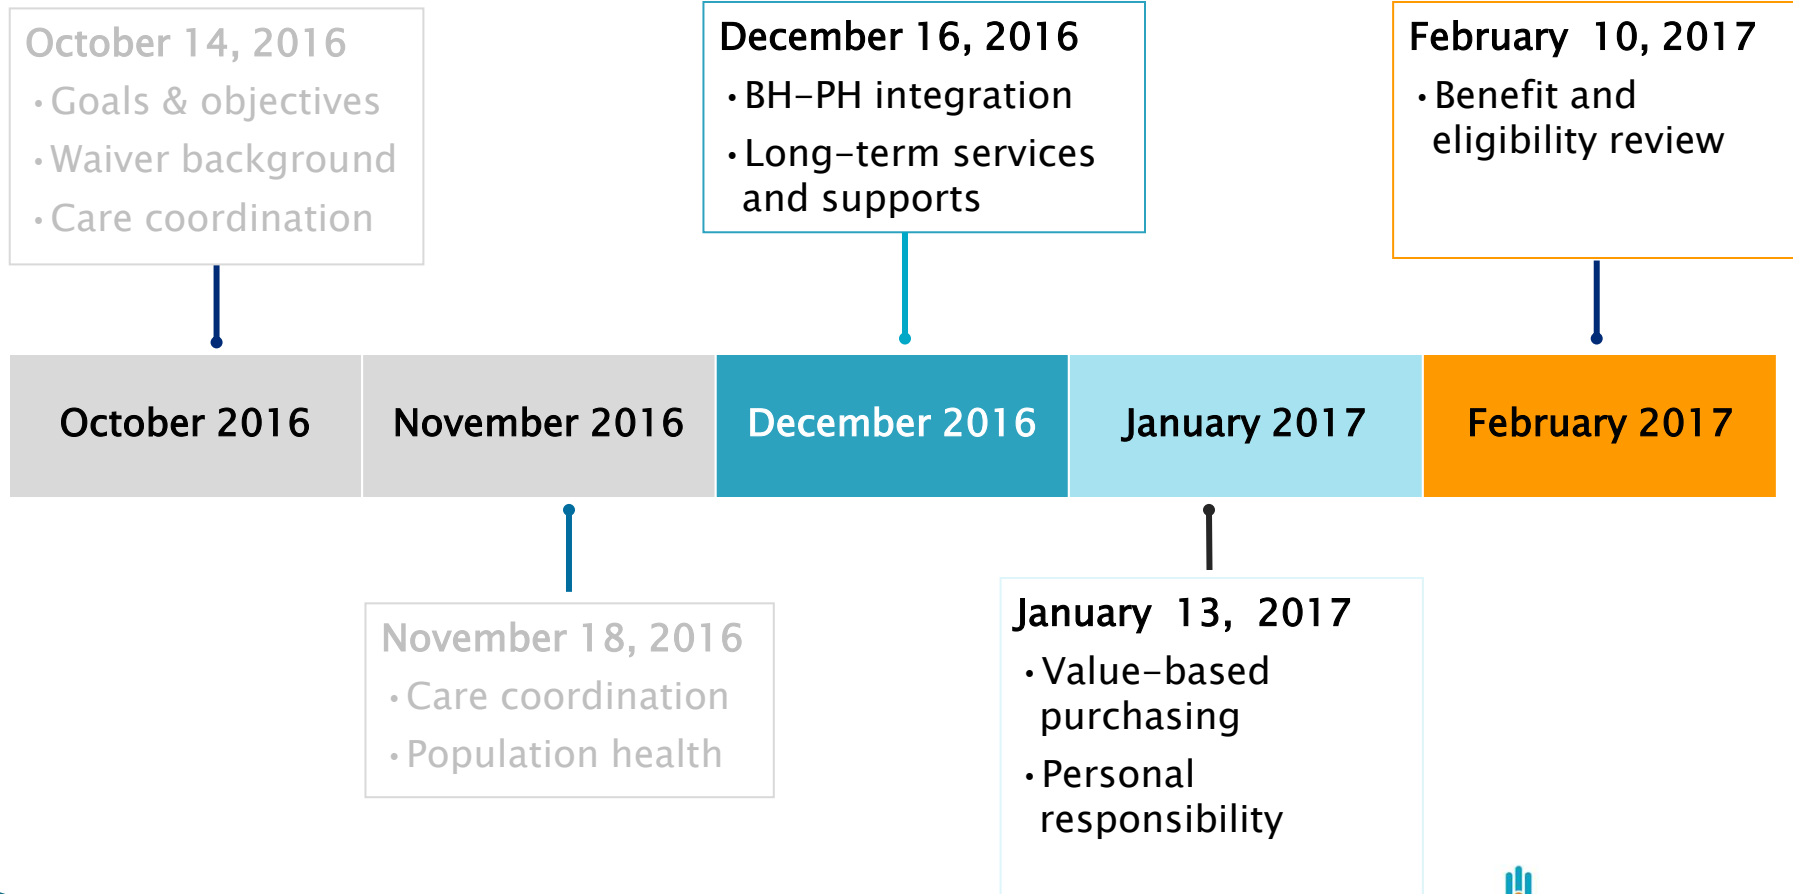 October 14, 2016
• Goals & objectives
• Waiver background
• Care coordination
December 16, 2016
• BH-PH integration
• Long-term services
and supports
February 10, 2017
• Benefit and
eligibility review
October 2016
November 2016
December 2016
January 2017
February 2017
November 18, 2016
• Care coordination
• Population health
January 13, 2017
• Value-based
purchasing
• Personal
responsibility